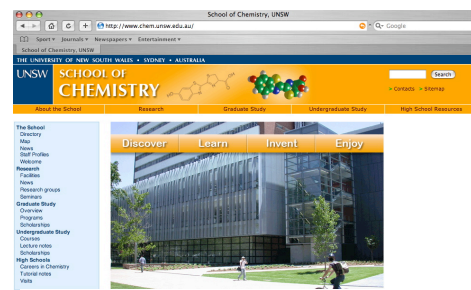 School of Chemistry, UNSW
http://www.chem.unsw.edu.au/
Google
Sport Journals Newspapers Entertainment
School of Chemistry, UNSW
THE UNIVERSITY OF NEW SOUTH WALES • SYDNEY • AUSTRALIA
UNSW
SCHOOL OF
CHEMISTRY
Search
> Contacts > Sitemap
About the School Research Graduate Study Undergraduate Study High School Resources
The School
Directory
Map
News
Staff Profiles
Welcome
Research
Facilities
News
Research groups
Seminars
Graduate Study
Overview
Programs
Scholarships
Undergraduate Study
Courses
Lecture notes
Scholarships
High Schools
Careers in Chemistry
Tutorial notes
Visits
Discover Learn Invent Enjoy